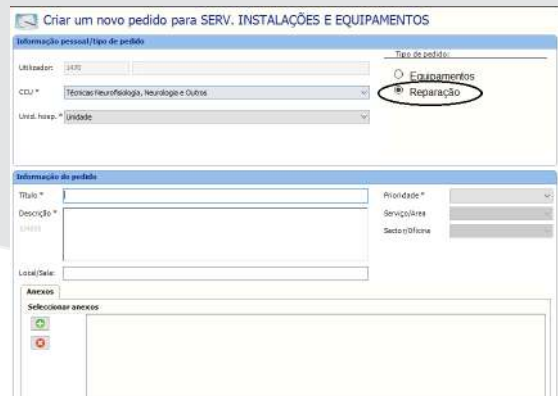 Criar um novo pedido para SERV. INSTALAÇÕES E EQUIPAMENTOS
Informação pessoal/tipo de pedido
Tipo de pedido:
Utilizador:
Equipamentos
CCU * Técnicas Neurofisiologia, Neurologia e Outros
Reparação
Unid. hosp. * Unidade
Informação do pedido
Título *
Prioridade *
Descrição *
Serviço/Área
Sector/Oficina
Local/Sala:
Anexos
Seleccionar anexos